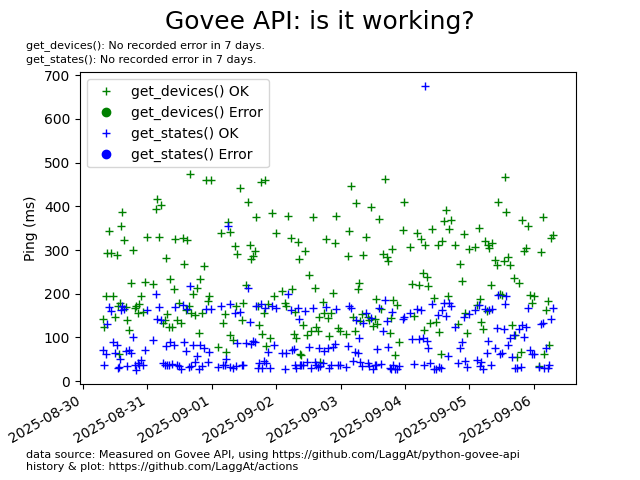 Govee API: is it working?
get_devices(): No recorded error in 7 days.
get_states(): No recorded error in 7 days.
700
600
500
400
300
200
100
0
Ping (ms)
get_devices() OK
get_devices() Error
get_states() OK
get_states() Error
2025-08-30
2025-08-31
2025-09-01
2025-09-02
2025-09-03
2025-09-04
2025-09-05
2025-09-06
data source: Measured on Govee API, using https://github.com/LaggAt/python-govee-api
history & plot: https://github.com/LaggAt/actions